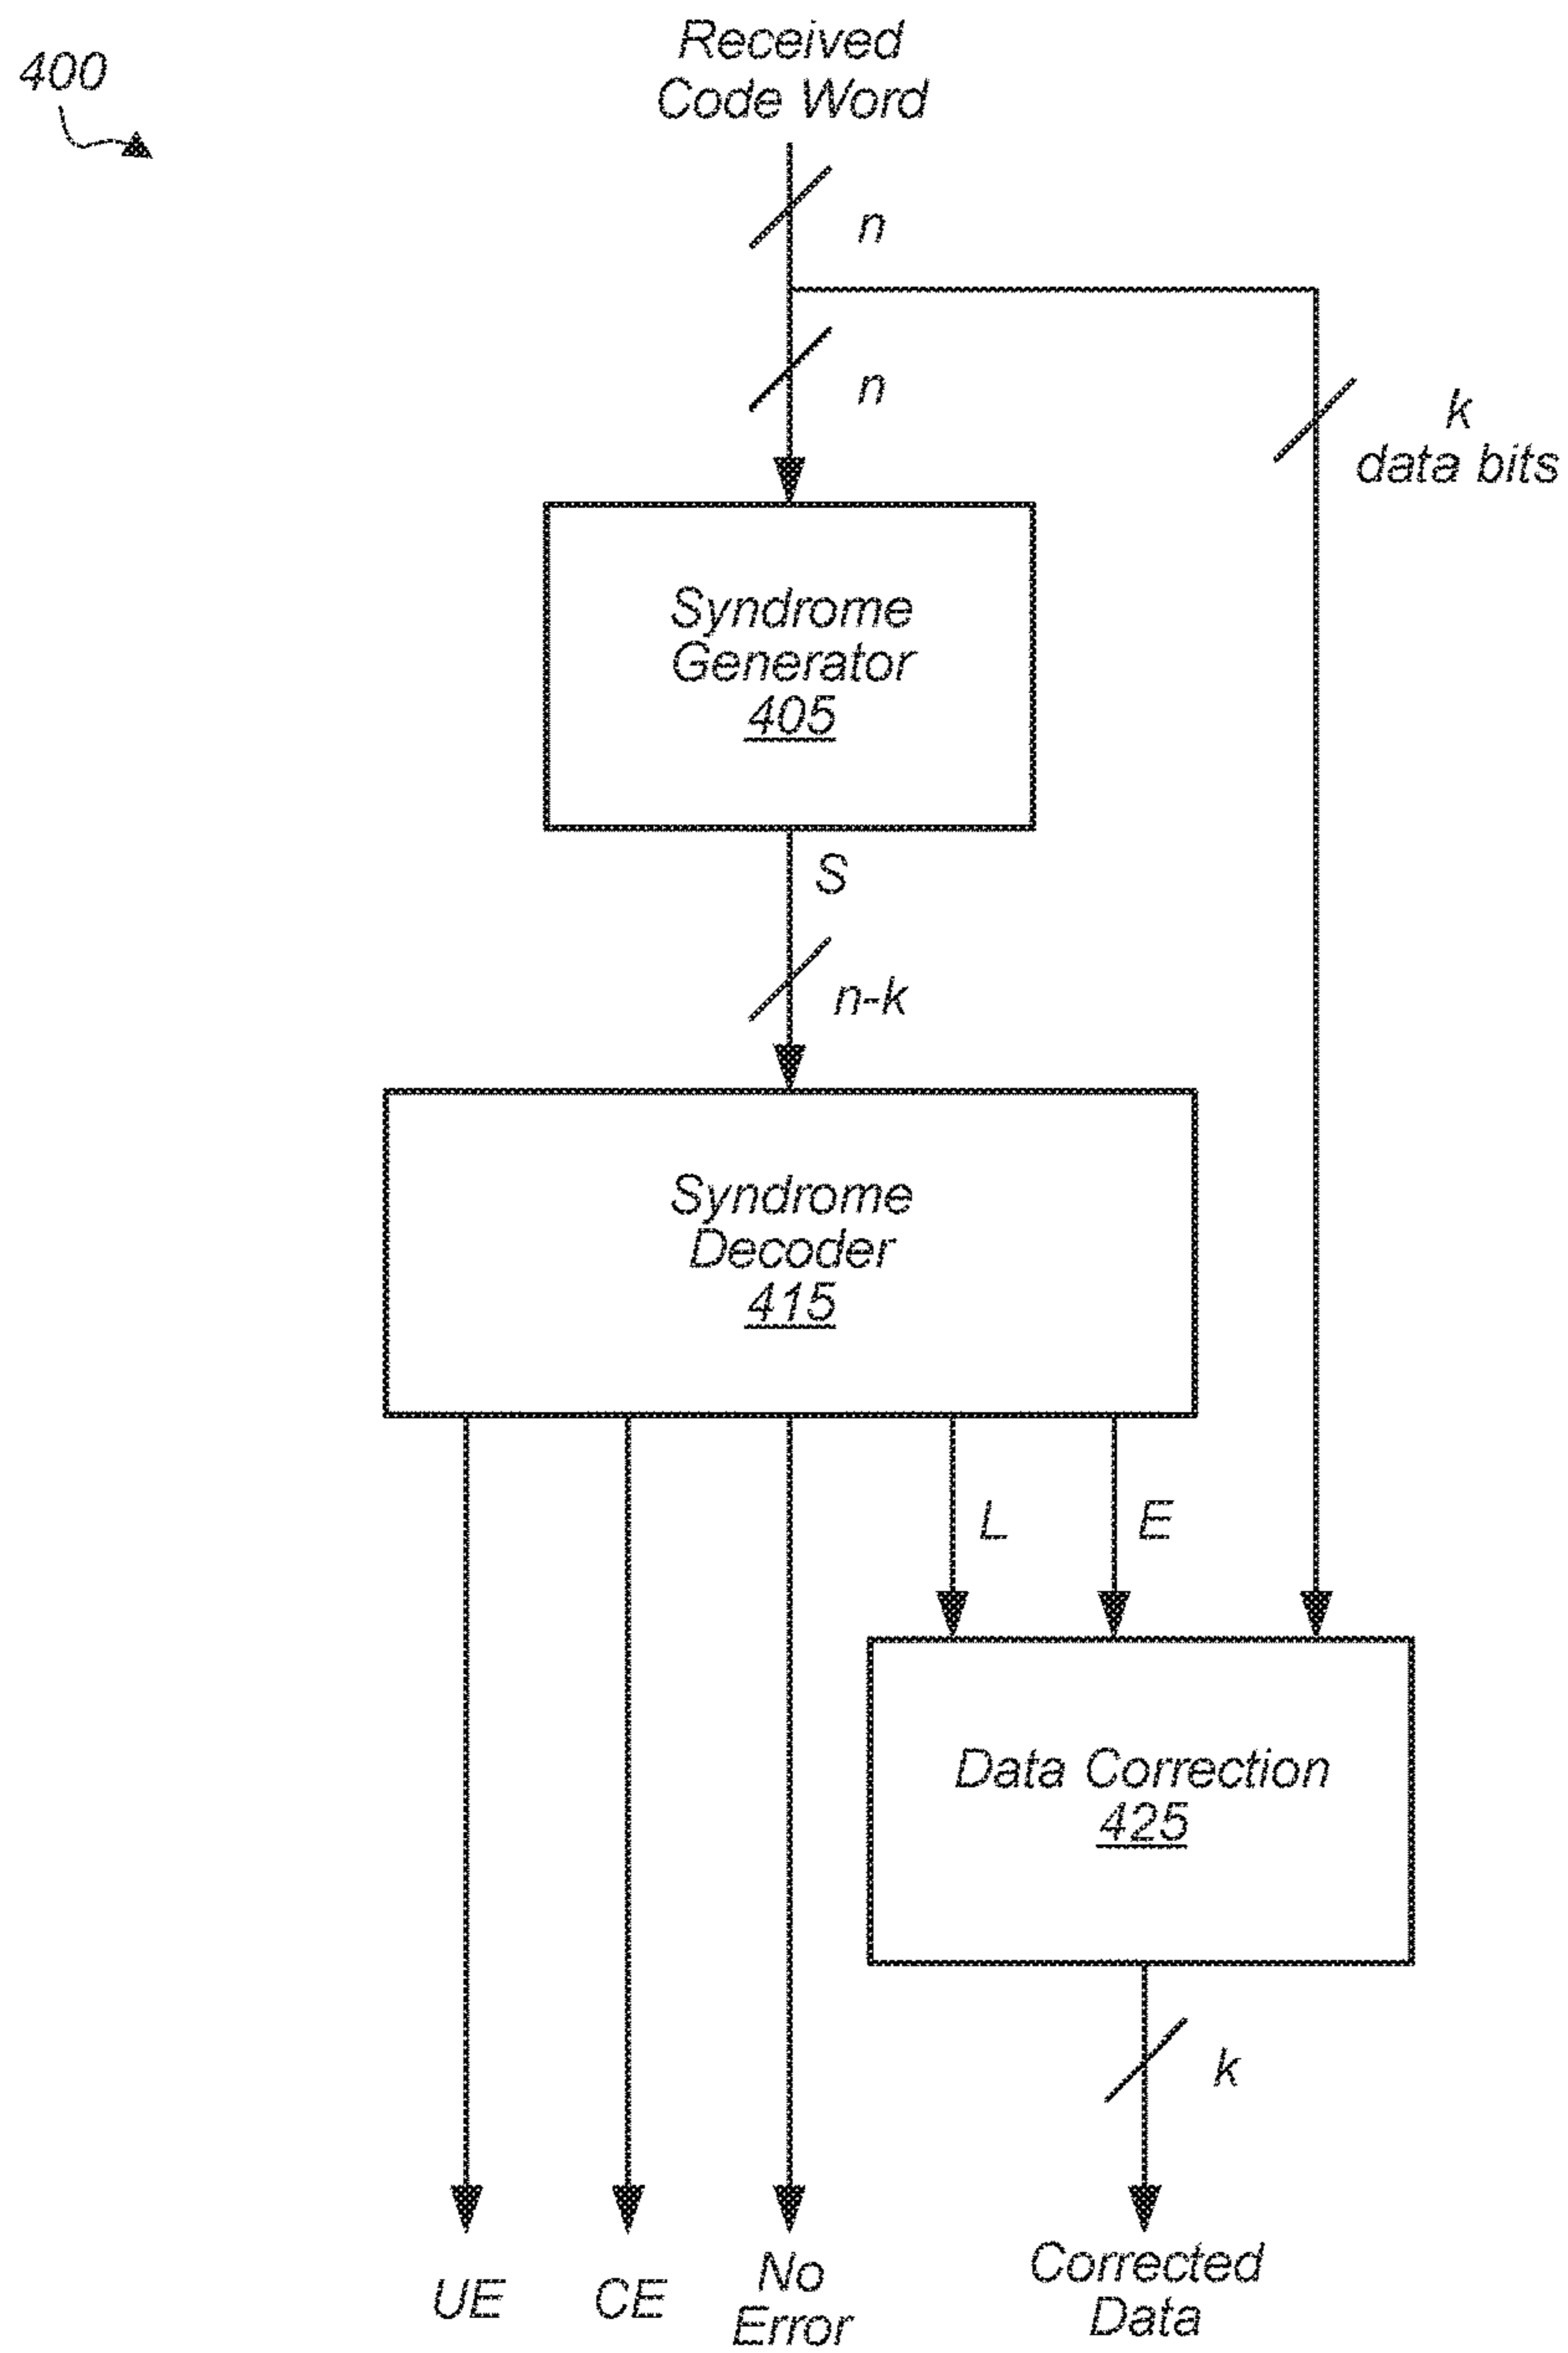 400
Received
Code Word
n
n
k
data bits
Syndrome
Generator
405
S
n-k
Syndrome
Decoder
415
L
E
Data Correction
425
k
UE
CE
No
Error
Corrected
Data